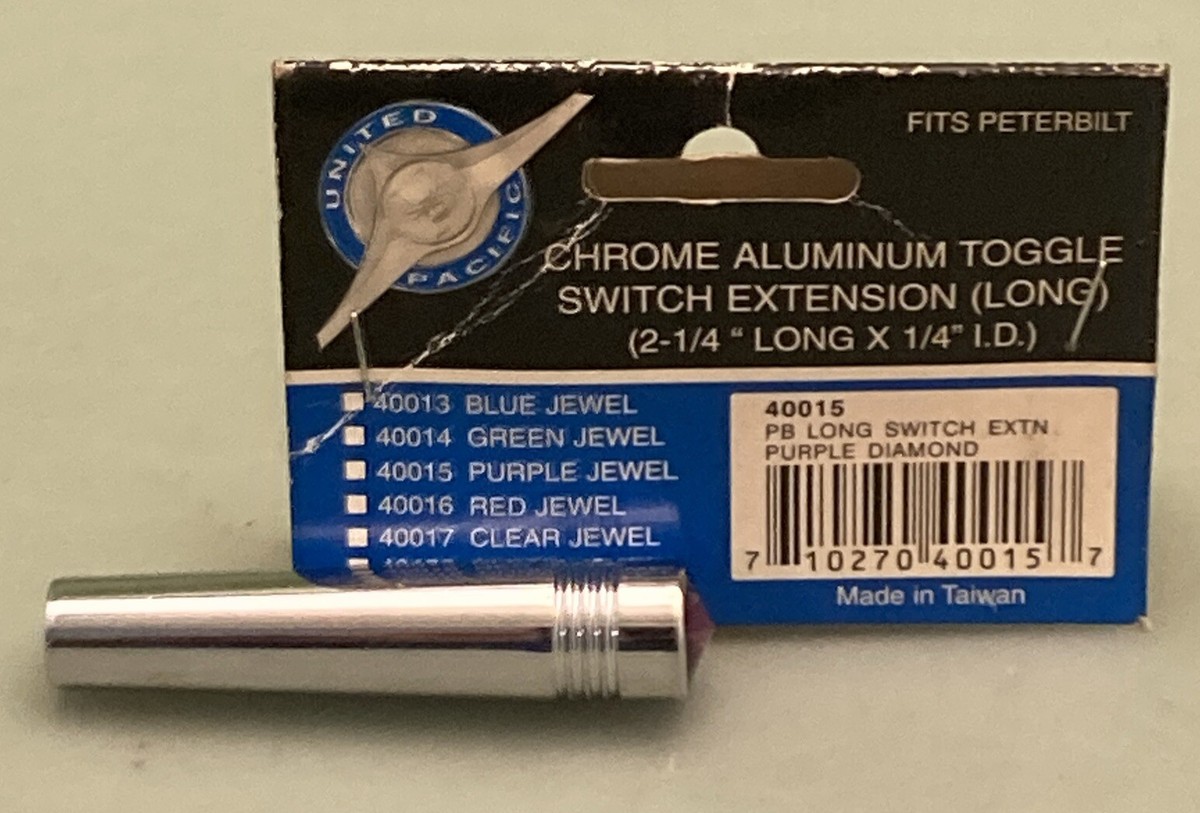 UNITED
PACIFIC
FITS PETERBILT
CHROME ALUMINUM TOGGLE
SWITCH EXTENSION (LONG)
(2-1/4 “ LONG X 1/4” I.D.)
40013 BLUE JEWEL
40014 GREEN JEWEL
40015 PURPLE JEWEL
40016 RED JEWEL
40017 CLEAR JEWEL
40015
PB LONG SWITCH EXTN
PURPLE DIAMOND
7 10270 40015 7
Made in Taiwan